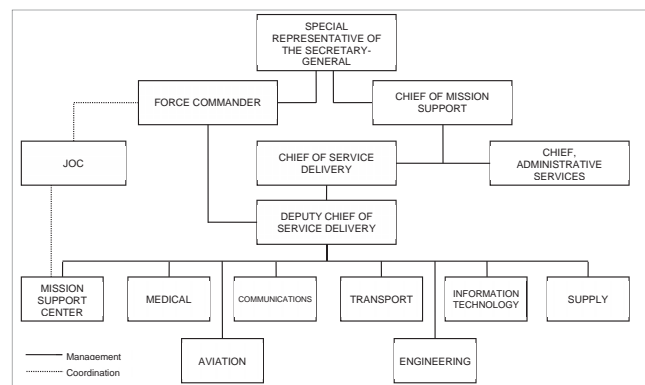 SPECIAL
REPRESENTATIVE OF
THE SECRETARY-
GENERAL
FORCE COMMANDER
CHIEF OF MISSION
SUPPORT
JOC
CHIEF OF SERVICE
DELIVERY
CHIEF,
ADMINISTRATIVE
SERVICES
DEPUTY CHIEF OF
SERVICE DELIVERY
MISSION
SUPPORT
CENTER
MEDICAL
COMMUNICATIONS
TRANSPORT
INFORMATION
TECHNOLOGY
SUPPLY
AVIATION
ENGINEERING
Management
Coordination